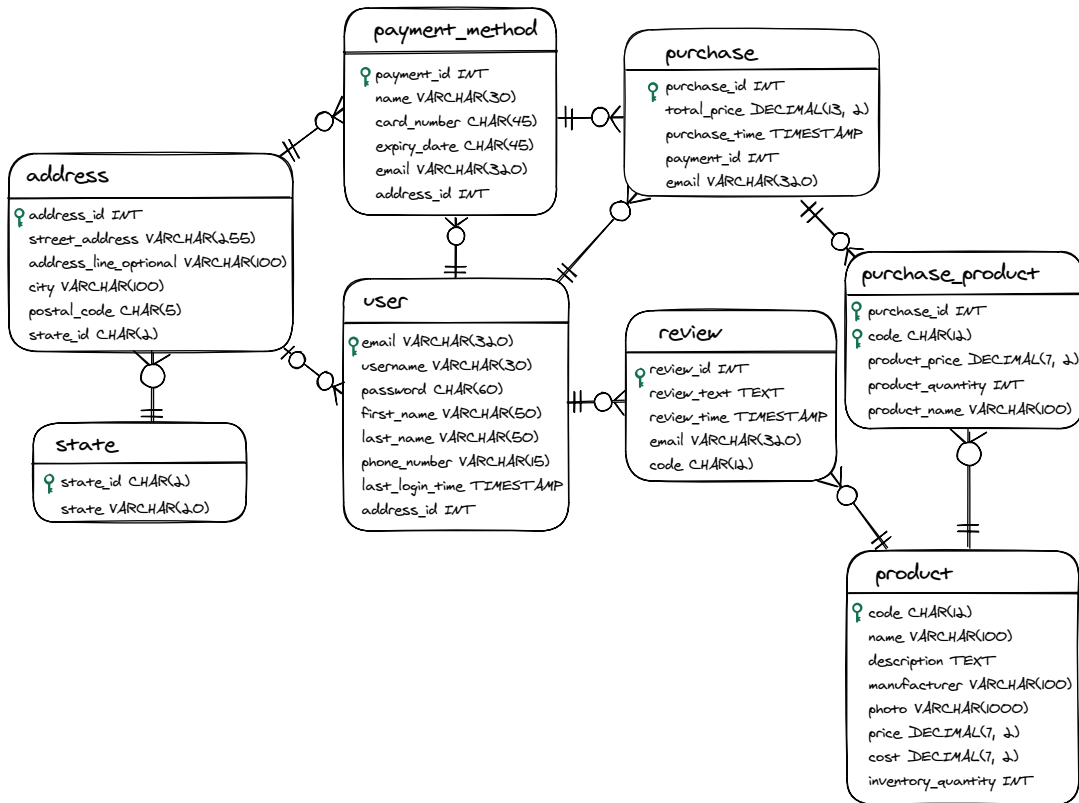 payment_method
payment_id INT
name VARCHAR(30)
card_number CHAR(45)
expiry_date CHAR(45)
email VARCHAR(320)
address_id INT
purchase
purchase_id INT
total_price DECIMAL(13, 2)
purchase_time TIMESTAMP
payment_id INT
email VARCHAR(320)
address
address_id INT
street_address VARCHAR(255)
address_line_optional VARCHAR(100)
city VARCHAR(100)
postal_code CHAR(5)
state_id CHAR(2)
purchase_product
purchase_id INT
code CHAR(12)
product_price DECIMAL(7, 2)
product_quantity INT
product_name VARCHAR(100)
user
email VARCHAR(320)
username VARCHAR(30)
password CHAR(60)
first_name VARCHAR(50)
last_name VARCHAR(50)
phone_number VARCHAR(15)
last_login_time TIMESTAMP
address_id INT
review
review_id INT
review_text TEXT
review_time TIMESTAMP
email VARCHAR(320)
code CHAR(12)
state
state_id CHAR(2)
state VARCHAR(20)
product
code CHAR(12)
name VARCHAR(100)
description TEXT
manufacturer VARCHAR(100)
photo VARCHAR(1000)
price DECIMAL(7, 2)
cost DECIMAL(7, 2)
inventory_quantity INT